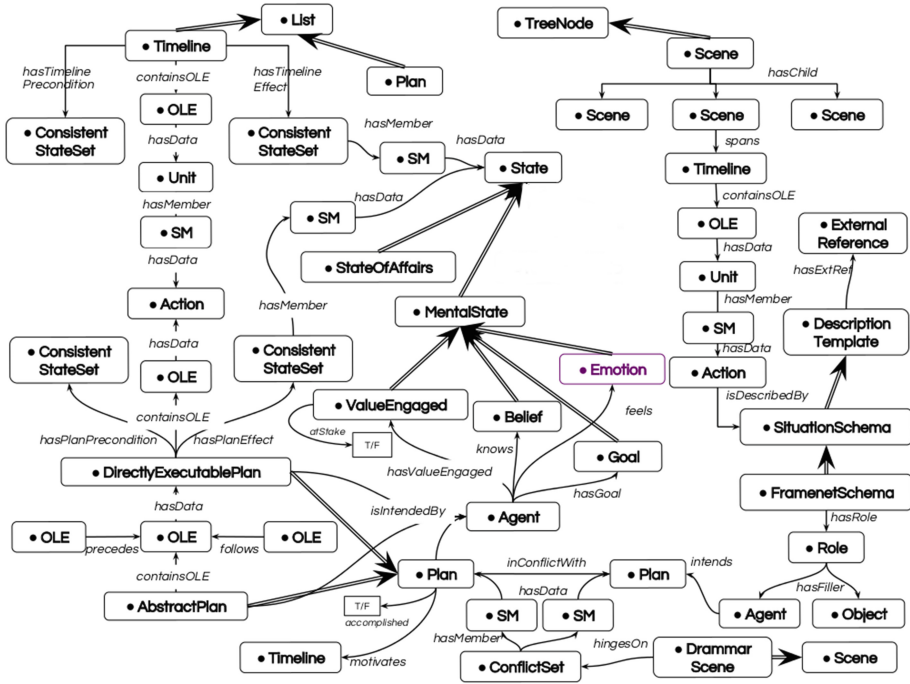 • List
• TreeNode
• Timeline
• Scene
hasTimeline
Precondition
containsOLE
hasTimeline
Effect
• Plan
hasChild
• OLE
• Scene
• Scene
• Scene
• Consistent
StateSet
hasData
• Consistent
StateSet
hasMember
hasData
spans
• SM
• State
• Timeline
• Unit
hasMember
hasData
containsOLE
• SM
• SM
• OLE
• External
Reference
hasData
hasData
• StateOfAffairs
hasExtRef
• Unit
• Action
hasMember
• MentalState
hasMember
• SM
• Description
Template
hasData
hasData
• Consistent
StateSet
• OLE
• Consistent
StateSet
• Emotion
• Action
containsOLE
• ValueEngaged
• Belief
feels
isDescribedBy
atStake
T/F
knows
• SituationSchema
hasPlanPrecondition
hasPlanEffect
• Goal
• DirectlyExecutablePlan
hasValueEngaged
hasGoal
• FramenetSchema
hasData
isIntendedBy
• Agent
hasRole
• OLE
precedes
• OLE
follows
• OLE
• Role
containsOLE
• Plan
inConflictWith
• Plan
intends
hasFiller
• AbstractPlan
T/F
accomplished
hasData
• SM
• SM
• Agent
• Object
hasMember
hingesOn
• Timeline
motivates
• ConflictSet
• Drammar
Scene
• Scene